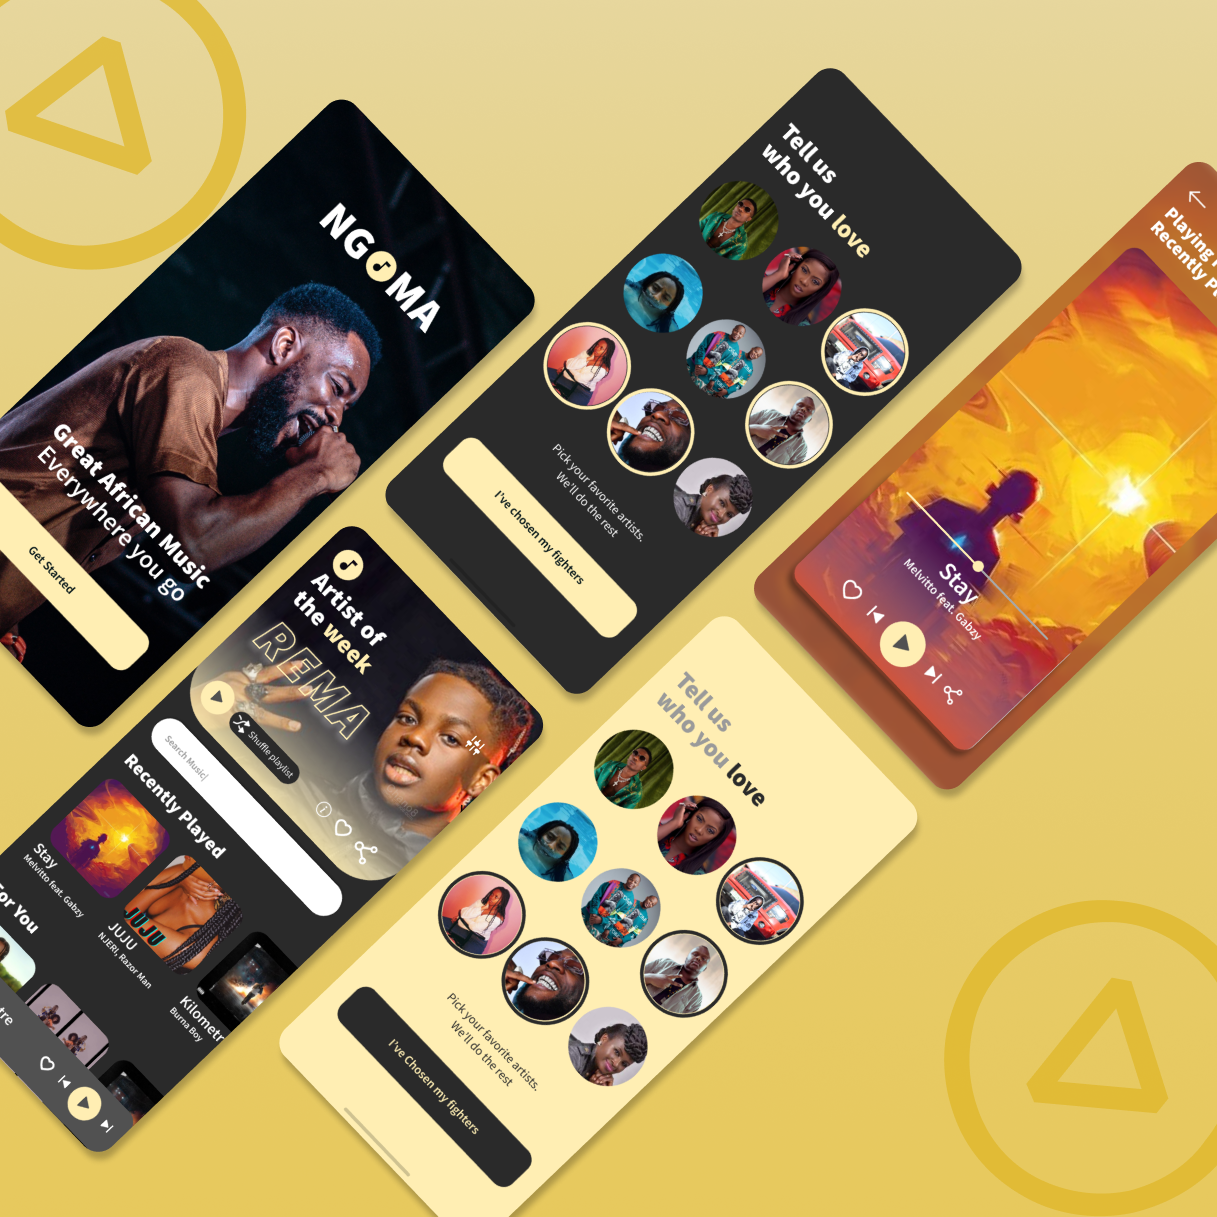 NGOMA
Great African Music
Everywhere you go
Get Started
Tell us
who you love
Pick your favorite artists.
We'll do the rest
I've chosen my fighters
Playing
Recently
Stay
Melvitto feat. Gabzy
Artist of
the week
REMA
Shuffle playlist
Search Music
Recently Played
Stay
Melvitto feat. Gabzy
JUJU
JUJU
NJERI, Razor Man
Kilometr
Burna Boy
For You
tre
Tell us
who you love
Pick your favorite artists.
We'll do the rest
I've Chosen my fighters